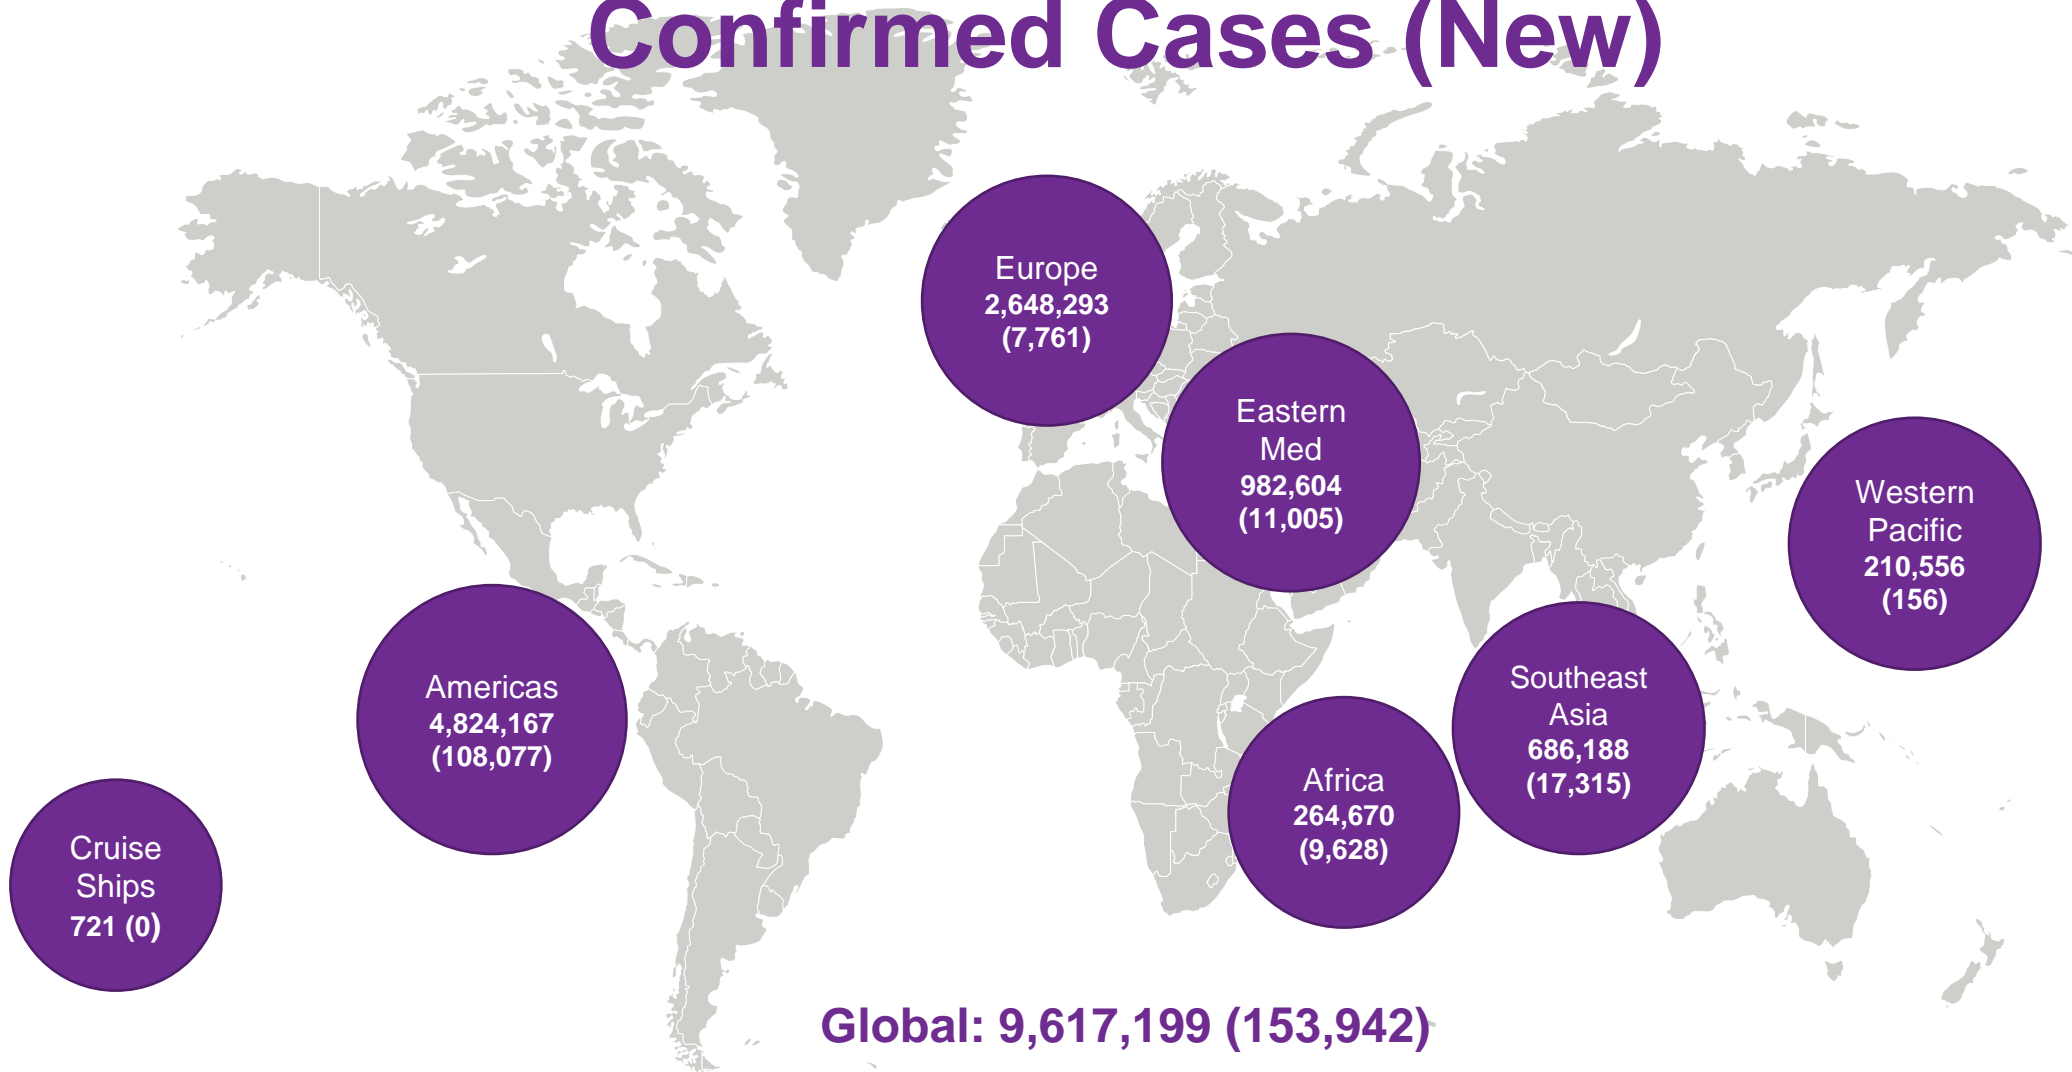 Confirmed Cases (New)
Europe
2,648,293
(7,761)
Eastern
Med
982,604
(11,005)
Western
Pacific
210,556
(156)
Americas
4,824,167
(108,077)
Southeast
Asia
686,188
(17,315)
Africa
264,670
(9,628)
Cruise
Ships
721 (0)
Global: 9,617,199 (153,942)